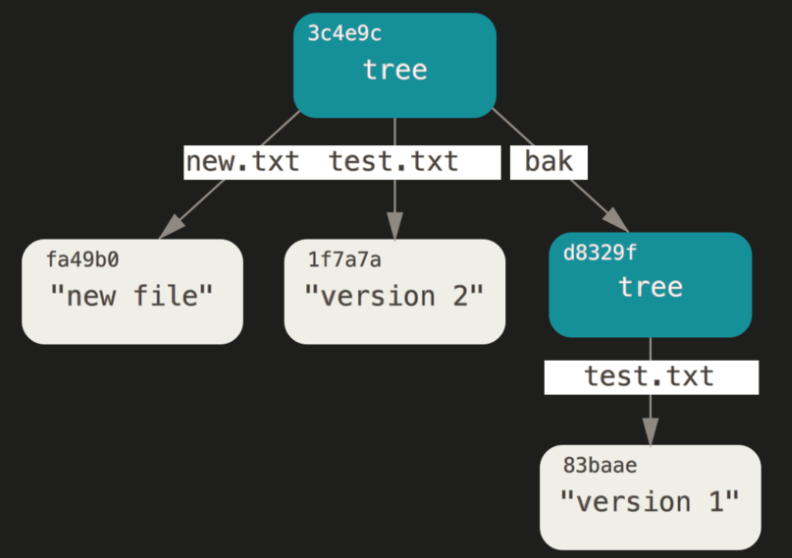 3c4e9c
tree
new.txt test.txt bak
fa49b0
"new file"
1f7a7a
"version 2"
d8329f
tree
test.txt
83baae
"version 1"